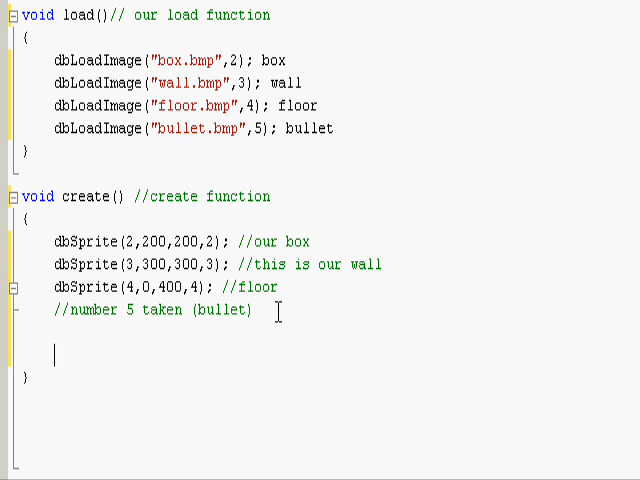 void load()// our load function
{
dbLoadImage("box.bmp",2); box
dbLoadImage("wall.bmp",3); wall
dbLoadImage("floor.bmp",4); floor
dbLoadImage("bullet.bmp",5); bullet
}
void create() //create function
{
dbSprite(2,200,200,2); //our box
dbSprite(3,300,300,3); //this is our wall
dbSprite(4,0,400,4); //floor
//number 5 taken (bullet)
}